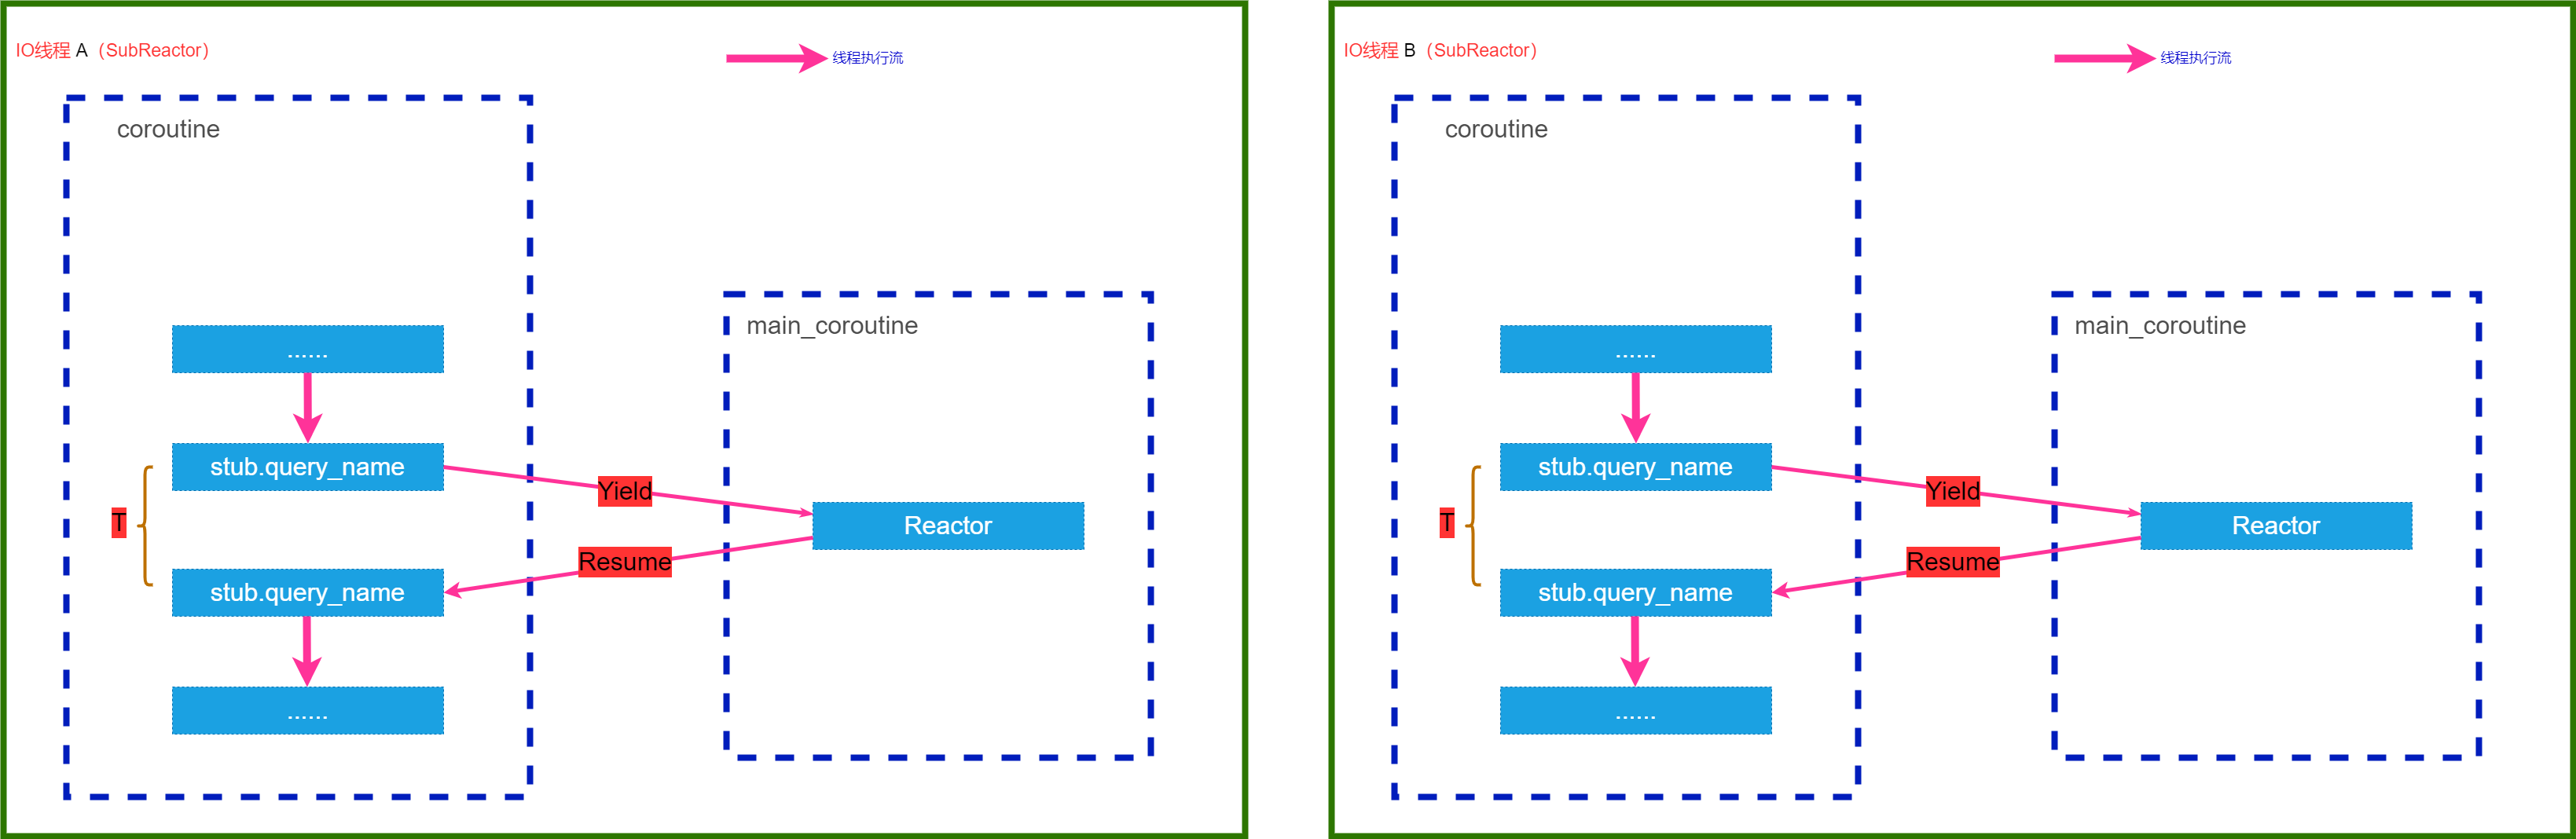 IO线程 A（SubReactor）
线程执行流
coroutine
main_coroutine
......
stub.query_name
Yield
Reactor
T
Resume
stub.query_name
......
IO线程 B（SubReactor）
线程执行流
coroutine
main_coroutine
......
stub.query_name
Yield
Reactor
T
Resume
stub.query_name
......